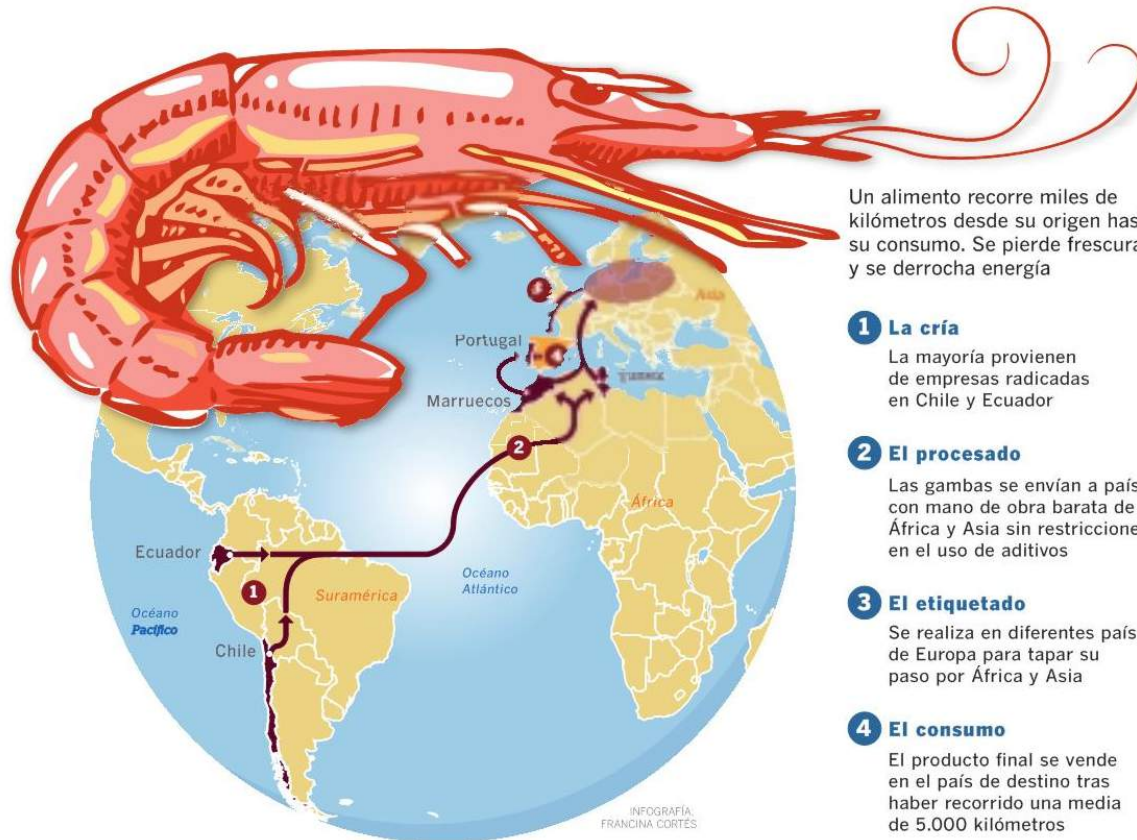 Un alimento recorre miles de
kilómetros desde su origen has
su consumo. Se pierde frescura
y se derrocha energía
1 La cría
La mayoría provienen
de empresas radicadas
en Chile y Ecuador
2 El procesado
Las gambas se envían a país
con mano de obra barata de
África y Asia sin restriccione
en el uso de aditivos
3 El etiquetado
Se realiza en diferentes país
de Europa para tapar su
paso por África y Asia
4 El consumo
El producto final se vende
en el país de destino tras
haber recorrido una media
de 5.000 kilómetros
Asia
Portugal
Marruecos
2
África
Ecuador
1
Océano
Atlántico
Suramérica
Océano
Pacífico
Chile
INFOGRAFÍA:
FRANCINA CORTÉS